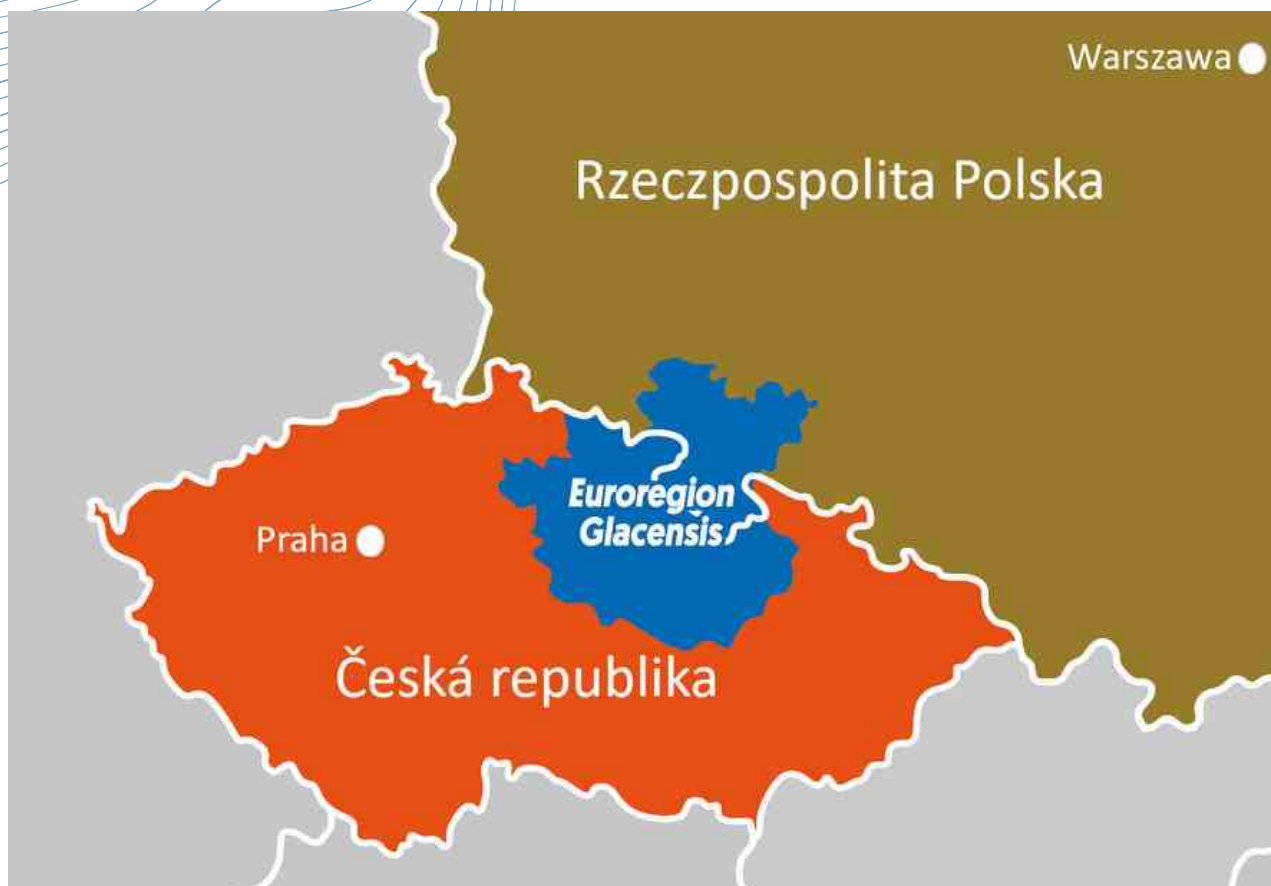 Warszawa
Rzeczpospolita Polska
Euroregion
Glacensis
Praha
Česká republika